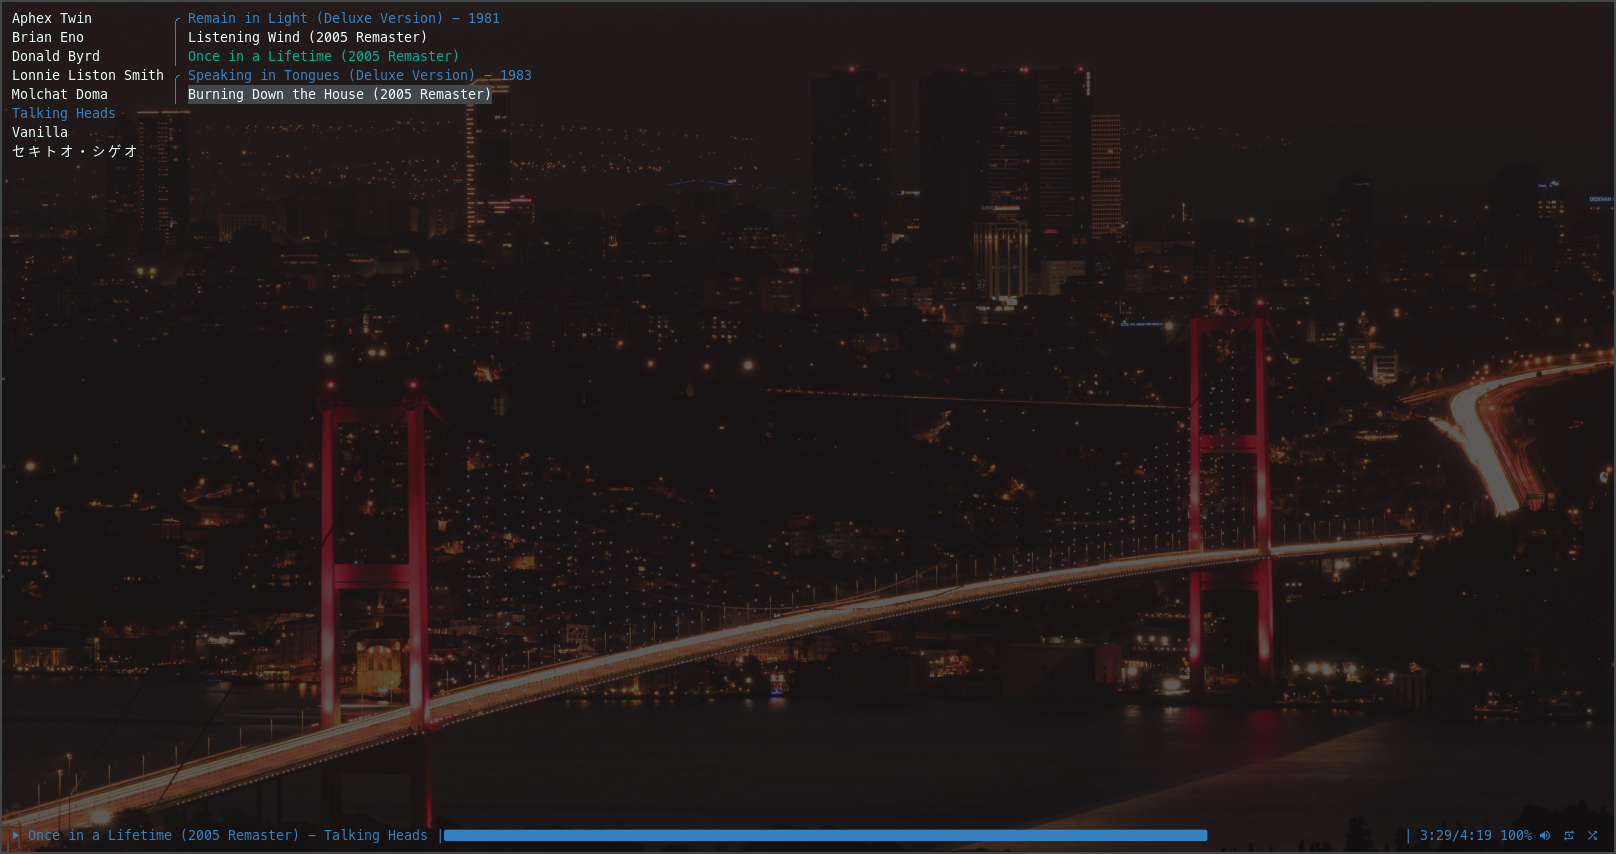 Aphex Twin
Brian Eno
Donald Byrd
Lonnie Liston Smith
Molchat Doma
Talking Heads
Vanilla
セキトオ・シゲオ
Remain in Light (Deluxe Version) — 1981
Listening Wind (2005 Remaster)
Once in a Lifetime (2005 Remaster)
Speaking in Tongues (Deluxe Version) — 1983
Burning Down the House (2005 Remaster)
Once in a Lifetime (2005 Remaster) — Talking Heads | | 3:29/4:19 100%